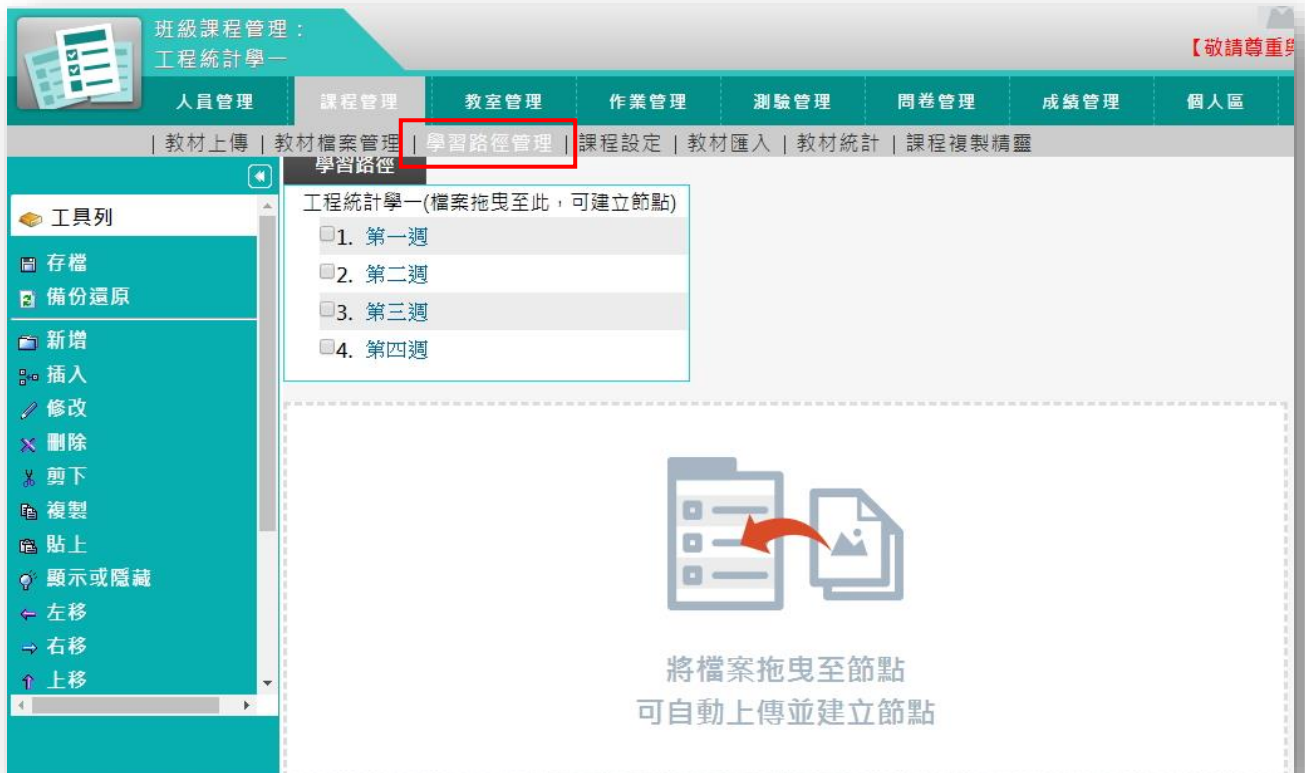 班級課程管理：
工程統計學一
【敬請尊重
人員管理 課程管理 教室管理 作業管理 測驗管理 問卷管理 成績管理 個人區
| 教材上傳 | 教材檔案管理 | 學習路徑管理 | 課程設定 | 教材匯入 | 教材統計 | 課程複製精靈
學習路徑
工程統計學一(檔案拖曳至此，可建立節點)
1. 第一週
2. 第二週
3. 第三週
4. 第四週
工具列
存檔
備份還原
新增
插入
修改
刪除
剪下
複製
貼上
顯示或隱藏
左移
右移
上移
將檔案拖曳至節點
可自動上傳並建立節點